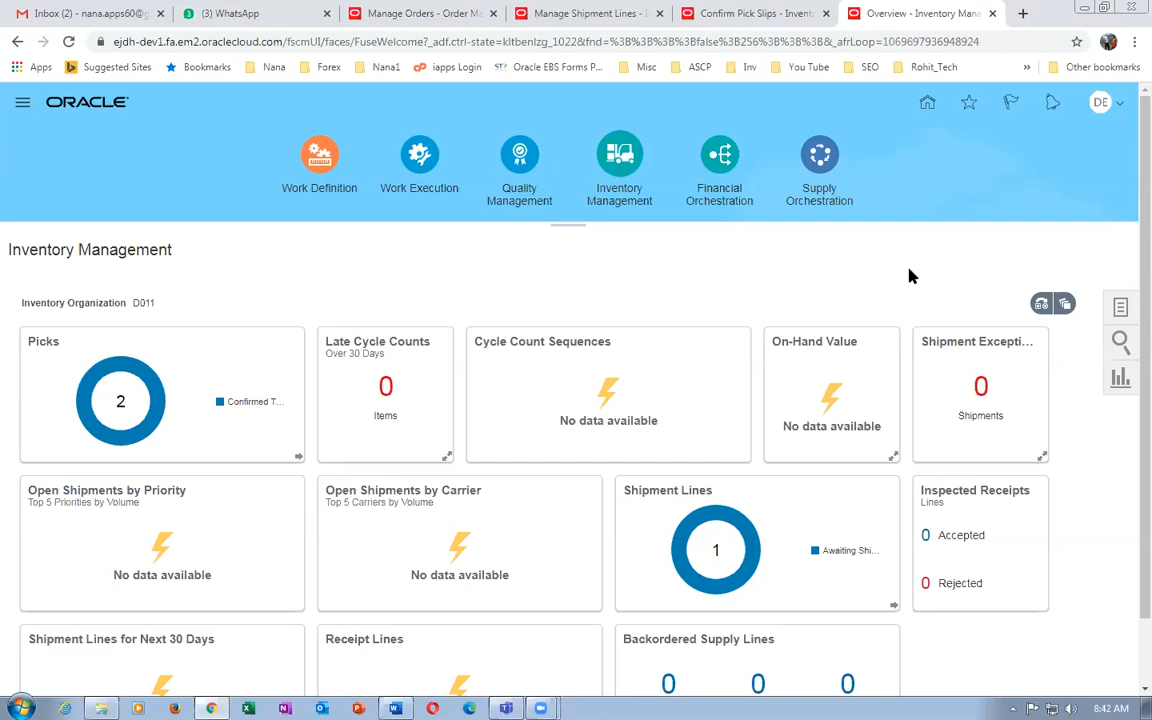 Inbox (2) - nana.apps60@g
(3) WhatsApp
Manage Orders - Order Ma
Manage Shipment Lines - I
Confirm Pick Slips - Invent
Overview - Inventory Mana
ejdh-dev1.fa.em2.oraclecloud.com/fscmUI/faces/FuseWelcome?_adf.ctrl-state=kltbenlzg_1022&fnd=%3B%3B%3B%3Bfalse%3B256%3B%3B%3B&_afrLoop=1069697936948924
Apps
Suggested Sites
Bookmarks
Nana
Forex
Nana1
iapps Login
Oracle EBS Forms P...
Misc
ASCP
Inv
You Tube
SEO
Rohit_Tech
»
Other bookmarks
ORACLE
DE
Work Definition
Work Execution
Quality
Management
Inventory
Management
Financial
Orchestration
Supply
Orchestration
Inventory Management
Inventory Organization D011
Picks
2
Confirmed T...
Late Cycle Counts
Over 30 Days
0
Items
Cycle Count Sequences
No data available
On-Hand Value
No data available
Shipment Excepti...
0
Shipments
Open Shipments by Priority
Top 5 Priorities by Volume
No data available
Open Shipments by Carrier
Top 5 Carriers by Volume
No data available
Shipment Lines
1
Awaiting Shi...
Inspected Receipts
Lines
0 Accepted
0 Rejected
Shipment Lines for Next 30 Days
Receipt Lines
Backordered Supply Lines
0 0 0
8:42 AM